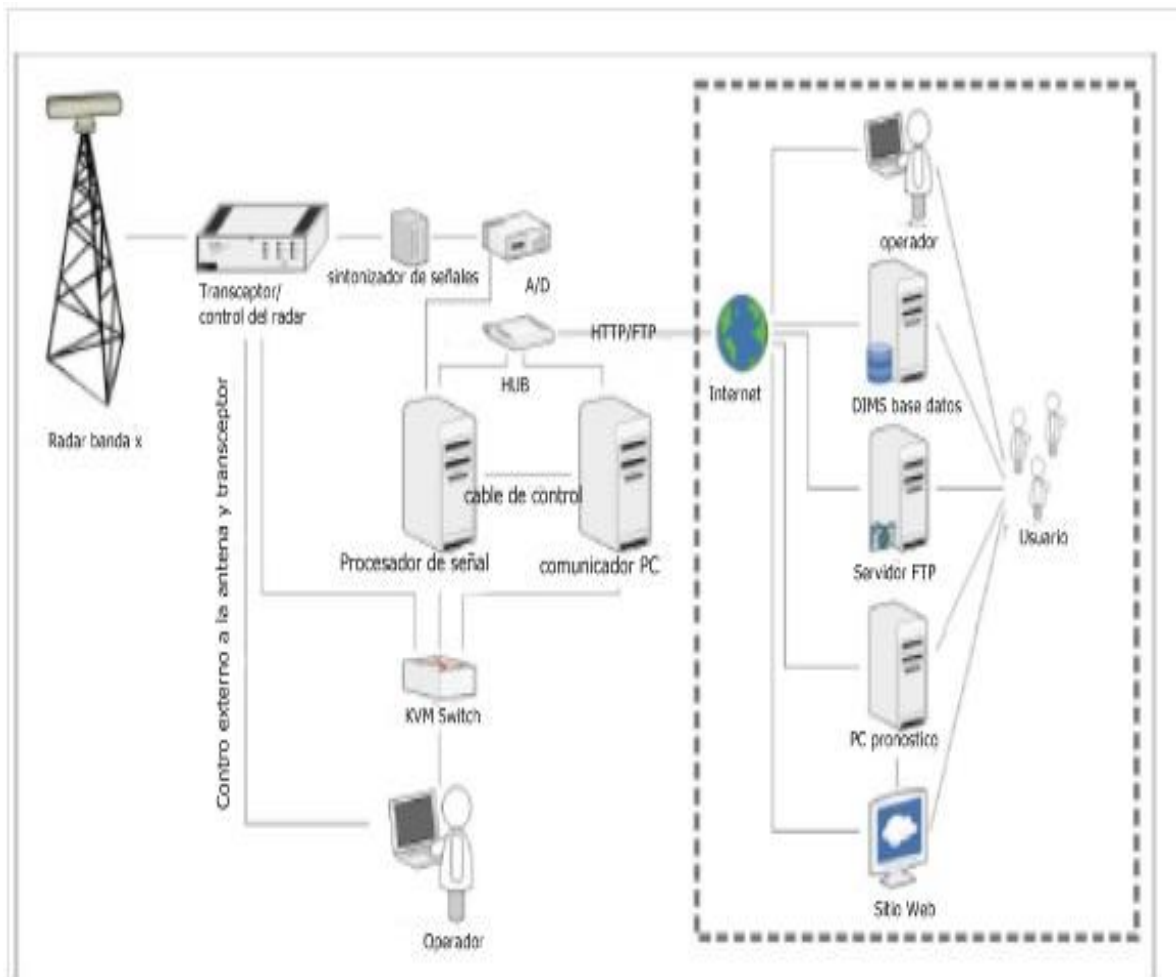 Radar banda x
Transceptor/
control del radar
sintonizador de señales
A/D
HUB
HTTP/FTP
Procesador de señal
cable de control
comunicador PC
KVM Switch
Operador
Contro externo a la antena y transceptor
Internet
operador
DIMS base datos
Servidor FTP
PC pronostico
Sitio Web
Usuario